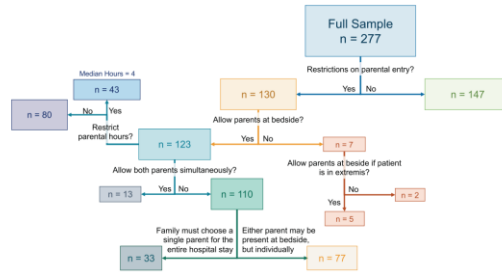 Full Sample
n = 277
Restrictions on parental entry?
Yes No
n = 130
n = 147
Median Hours = 4
n = 43
n = 80
No Yes
Restrict
parental hours?
Allow parents at bedside?
Yes No
n = 123
n = 7
Allow both parents simultaneously?
Yes No
n = 13
n = 110
Allow parents at beside if patient
is in extremis?
Yes
No
n = 2
n = 5
Family must choose a
single parent for the
entire hospital stay
Either parent may be
present at bedside,
but individually
n = 33
n = 77